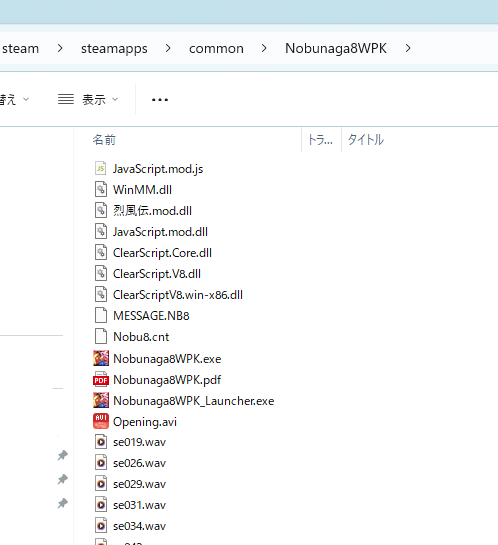 steam > steamapps > common > Nobunaga8WPK >
替え 表示 •••
名前 トラ... タイトル
JavaScript.mod.js
WinMM.dll
烈風伝.mod.dll
JavaScript.mod.dll
ClearScript.Core.dll
ClearScript.V8.dll
ClearScriptV8.win-x86.dll
MESSAGE.NB8
Nobu8.cnt
Nobunaga8WPK.exe
Nobunaga8WPK.pdf
Nobunaga8WPK_Launcher.exe
Opening.avi
se019.wav
se026.wav
se029.wav
se031.wav
se034.wav